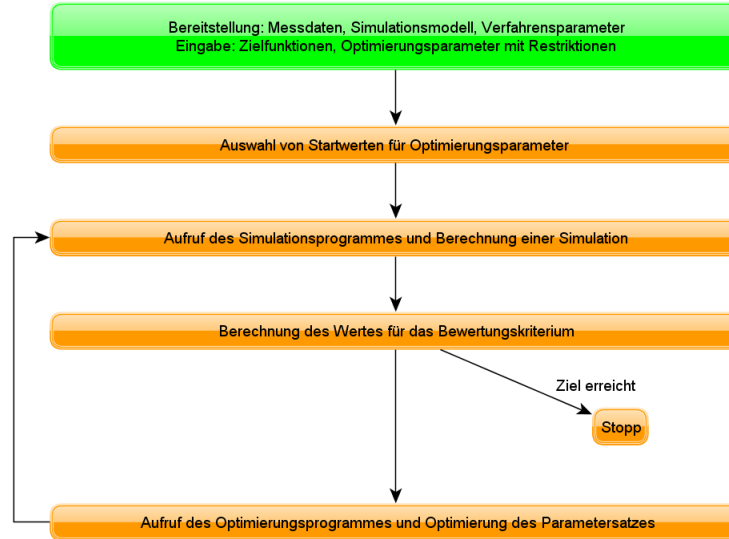 Bereitstellung: Messdaten, Simulationsmodell, Verfahrensparameter
Eingabe: Zielfunktionen, Optimierungsparameter mit Restriktionen
Auswahl von Startwerten für Optimierungsparameter
Aufruf des Simulationsprogrammes und Berechnung einer Simulation
Berechnung des Wertes für das Bewertungskriterium
Ziel erreicht
Stopp
Aufruf des Optimierungsprogrammes und Optimierung des Parametersatzes